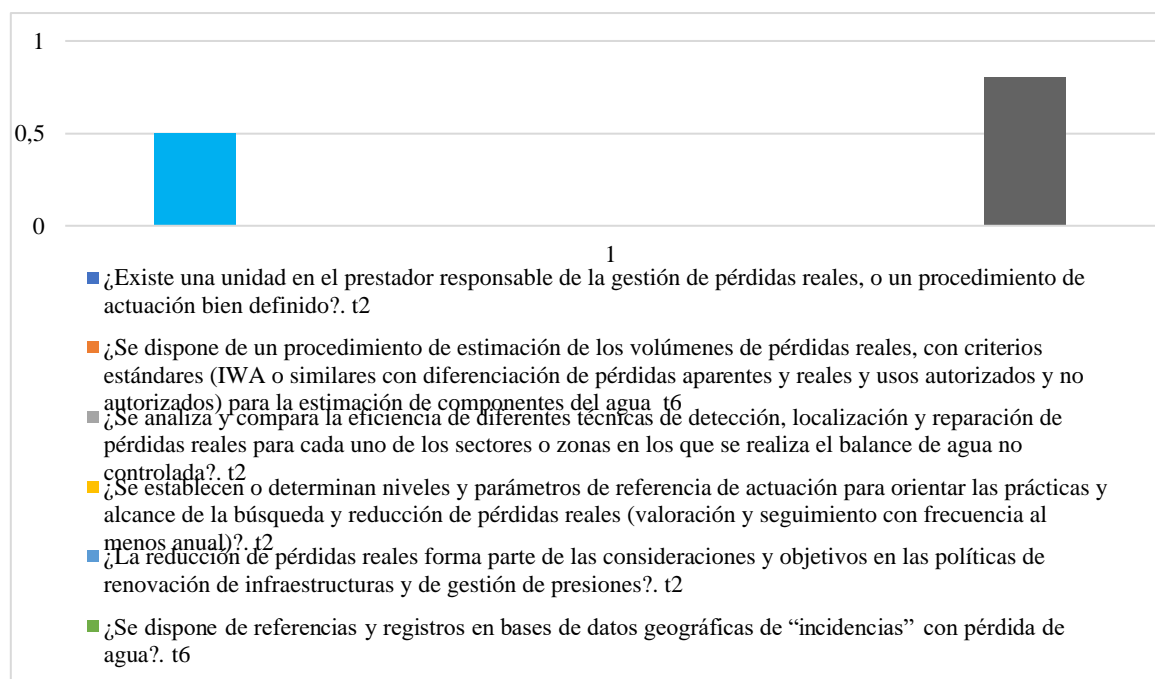 1
0,5
0
1
¿Existe una unidad en el prestador responsable de la gestión de pérdidas reales, o un procedimiento de
actuación bien definido?. t2
¿Se dispone de un procedimiento de estimación de los volúmenes de pérdidas reales, con criterios
estándares (IWA o similares con diferenciación de pérdidas aparentes y reales y usos autorizados y no
autorizados) para la estimación de componentes del agua t6
¿Se analiza y compara la eficiencia de diferentes técnicas de detección, localización y reparación de
pérdidas reales para cada uno de los sectores o zonas en los que se realiza el balance de agua no
controlada?. t2
¿Se establecen o determinan niveles y parámetros de referencia de actuación para orientar las prácticas y
alcance de la búsqueda y reducción de pérdidas reales (valoración y seguimiento con frecuencia al
menos anual)?. t2
¿La reducción de pérdidas reales forma parte de las consideraciones y objetivos en las políticas de
renovación de infraestructuras y de gestión de presiones?. t2
¿Se dispone de referencias y registros en bases de datos geográficas de “incidencias” con pérdida de
agua?. t6